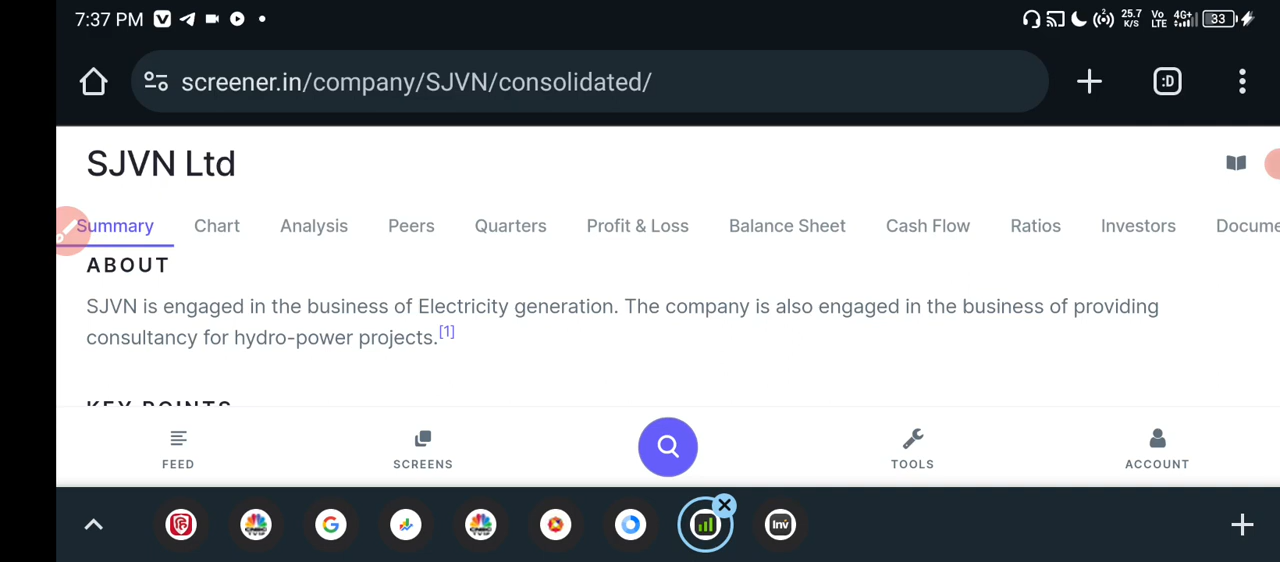 7:37 PM
25.7 K/S Vo LTE 4G+ 33
screener.in/company/SJVN/consolidated/
:D
SJVN Ltd
Summary Chart Analysis Peers Quarters Profit & Loss Balance Sheet Cash Flow Ratios Investors Docume
ABOUT
SJVN is engaged in the business of Electricity generation. The company is also engaged in the business of providing
consultancy for hydro-power projects.[1]
KEY POINTS
FEED SCREENS TOOLS ACCOUNT
Inv